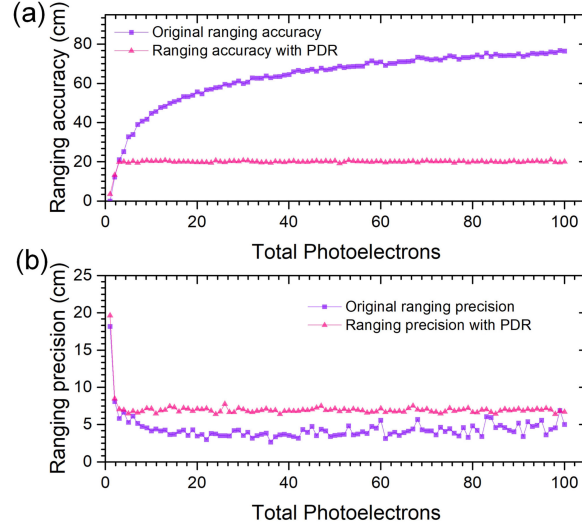 (a)
Original ranging accuracy
Ranging accuracy with PDR
Ranging accuracy (cm)
80
60
40
20
0
0 20 40 60 80 100
Total Photoelectrons
(b)
Original ranging precision
Ranging precision with PDR
Ranging precision (cm)
25
20
15
10
5
0
0 20 40 60 80 100
Total Photoelectrons